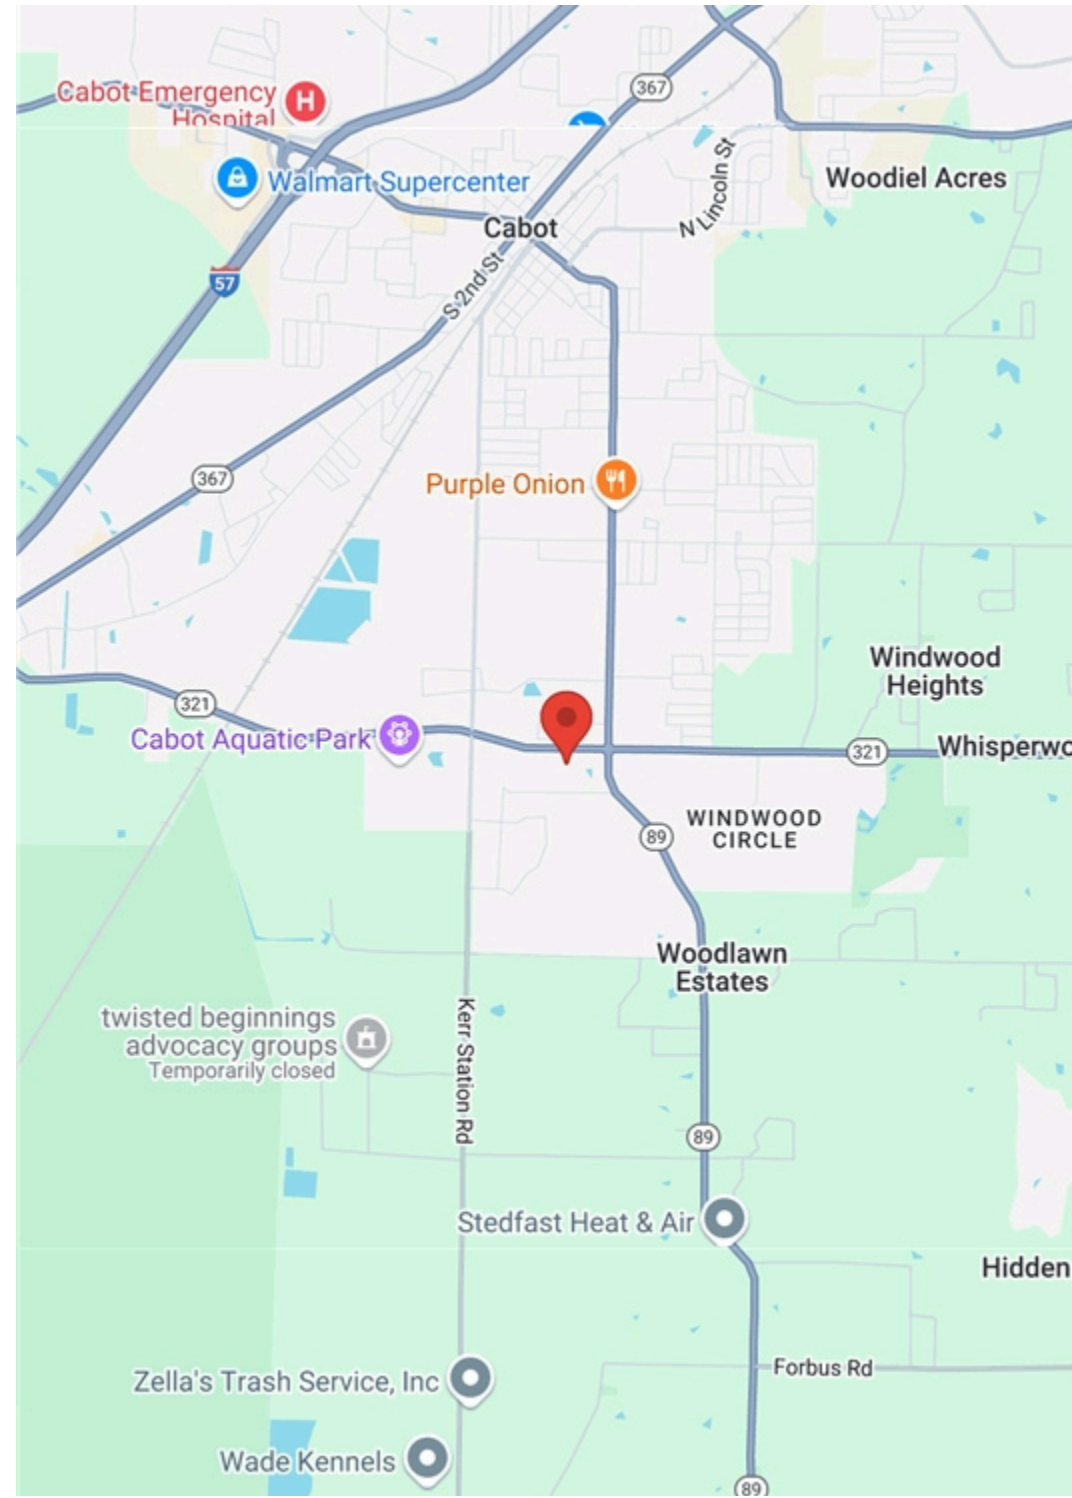 367
Cabot Emergency
Hospital
N Lincoln St
Woodiel Acres
Walmart Supercenter
Cabot
S 2nd St
57
367
Purple Onion
Windwood
Heights
321
Cabot Aquatic Park
321
Whisperwo
WINDWOOD
CIRCLE
89
Woodlawn
Estates
twisted beginnings
advocacy groups
Temporarily closed
Kerr Station Rd
89
Stedfast Heat & Air
Hidden
Forbus Rd
Zella's Trash Service, Inc
Wade Kennels
89